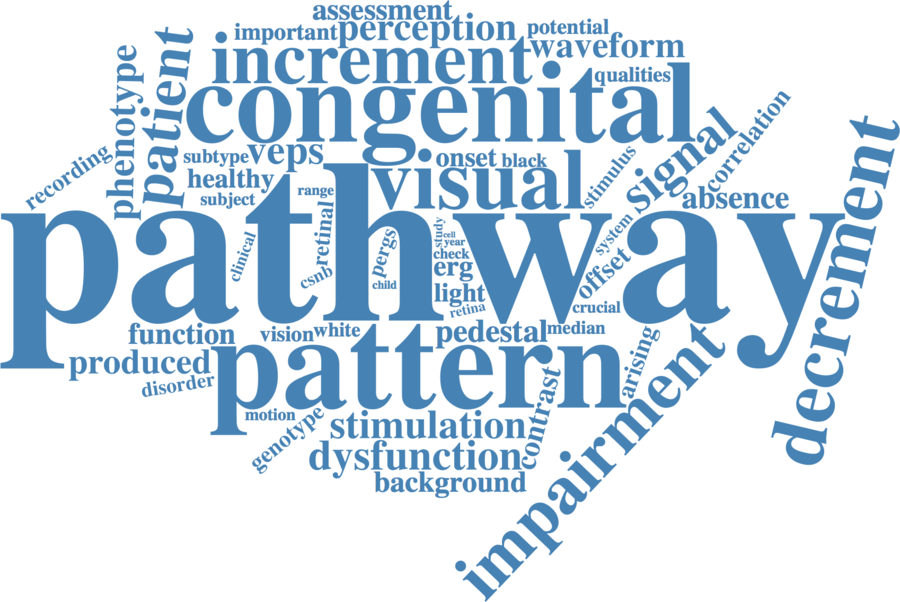 assessment
important
perception
potential
increment
waveform
qualities
congenital
patient
phenotype
recording
subtype
veps
onset
black
stimulus
signal
correlation
healthy
range
visual
subject
absence
decrement
pathway
clinical
retinal
csnb
pergs
child
study
cell
year
check
erg
light
retina
system
offset
crucial
function
vision
white
pedestal
median
produced
pattern
arising
disorder
motion
genotype
stimulation
contrast
impairment
dysfunction
background